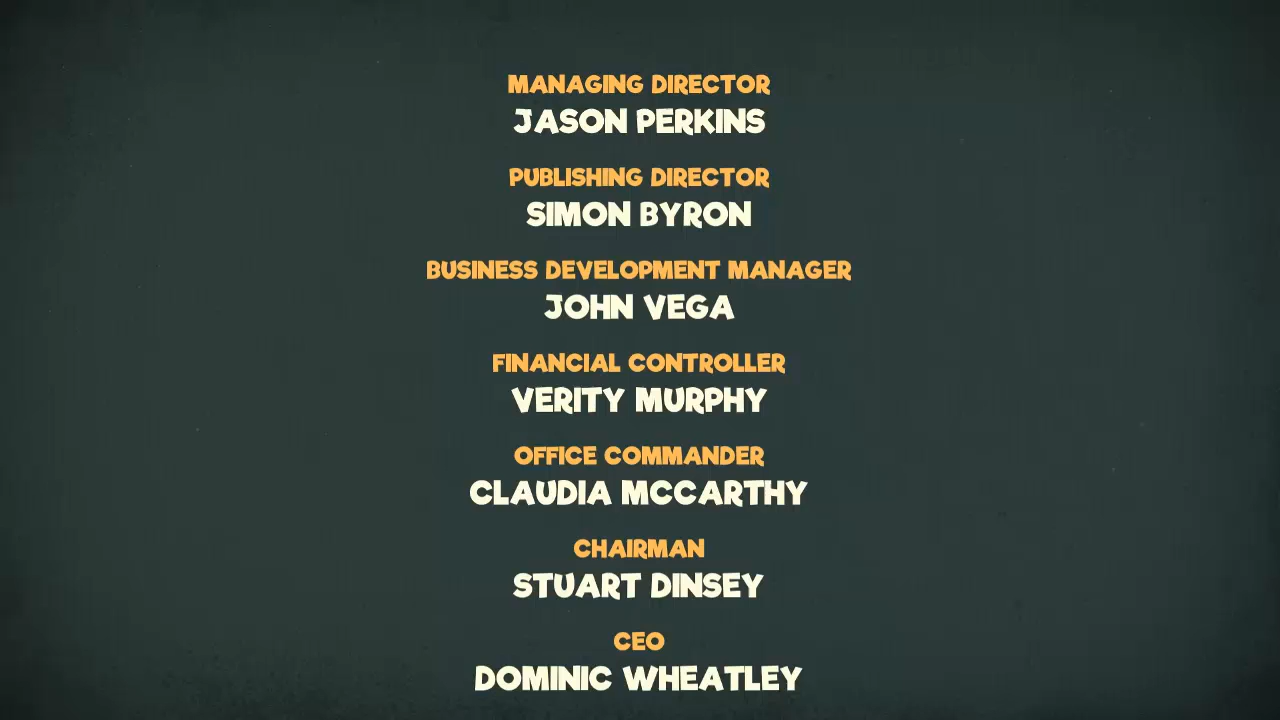 MANAGING DIRECTOR
JASON PERKINS
PUBLISHING DIRECTOR
SIMON BYRON
BUSINESS DEVELOPMENT MANAGER
JOHN VEGA
FINANCIAL CONTROLLER
VERITY MURPHY
OFFICE COMMANDER
CLAUDIA MCCARTHY
CHAIRMAN
STUART DINSEY
CEO
DOMINIC WHEATLEY